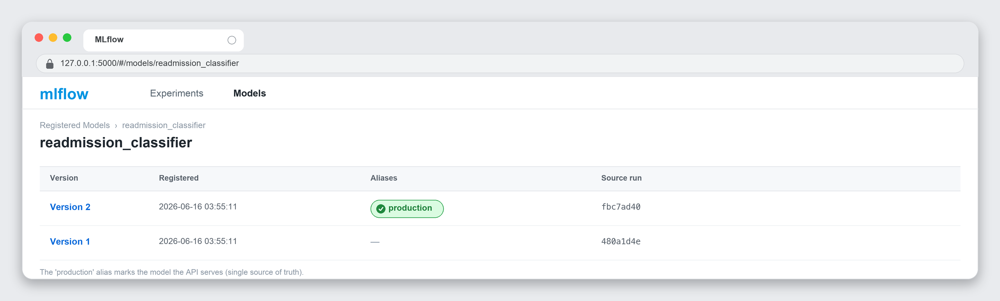 MLflow
127.0.0.1:5000/#/models/readmission_classifier
mlflow Experiments Models
Registered Models › readmission_classifier
readmission_classifier
Version Registered Aliases Source run
Version 2 2026-06-16 03:55:11 production fbc7ad40
Version 1 2026-06-16 03:55:11 — 480a1d4e
The 'production' alias marks the model the API serves (single source of truth).